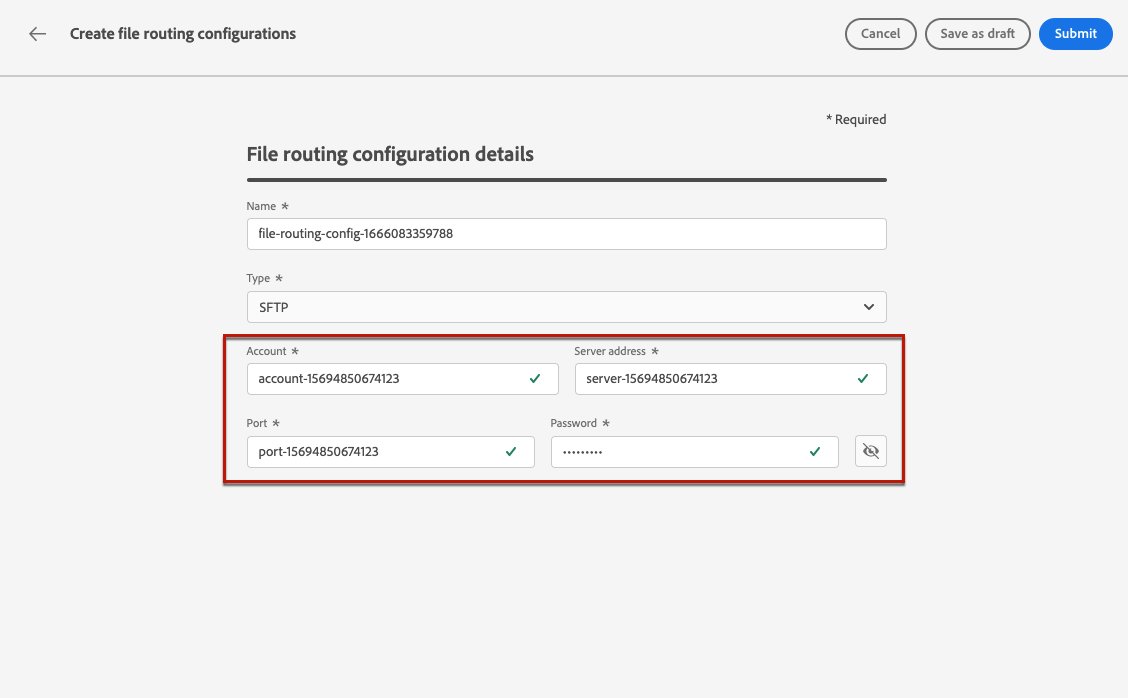 Create file routing configurations
Cancel
Save as draft
Submit
* Required
File routing configuration details
Name *
file-routing-config-1666083359788
Type *
SFTP
Account *
Server address *
account-15694850674123
server-15694850674123
Port *
Password *
port-15694850674123
•••••••••